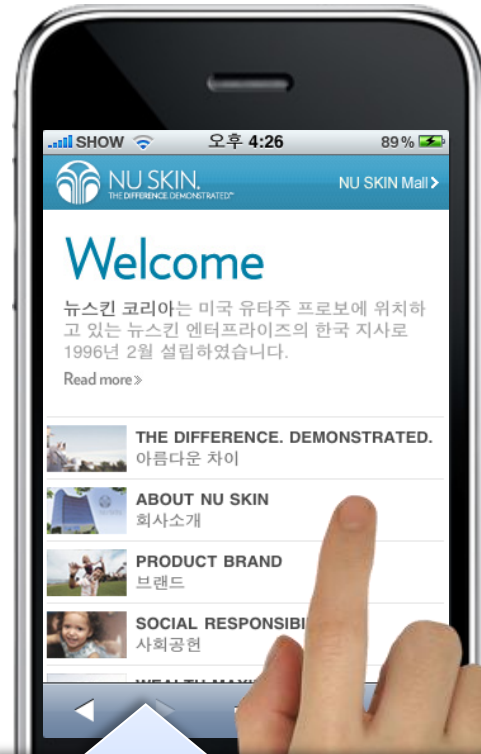 SHOW 오후 4:26 89%
NU SKIN.
THE DIFFERENCE DEMONSTRATED™
NU SKIN Mall >
Welcome
뉴스킨 코리아는 미국 유타주 프로보에 위치하
고 있는 뉴스킨 엔터프라이즈의 한국 지사로
1996년 2월 설립하였습니다.
Read more »
THE DIFFERENCE. DEMONSTRATED.
아름다운 차이
ABOUT NU SKIN
회사소개
PRODUCT BRAND
브랜드
SOCIAL RESPONSIBI
사회공헌